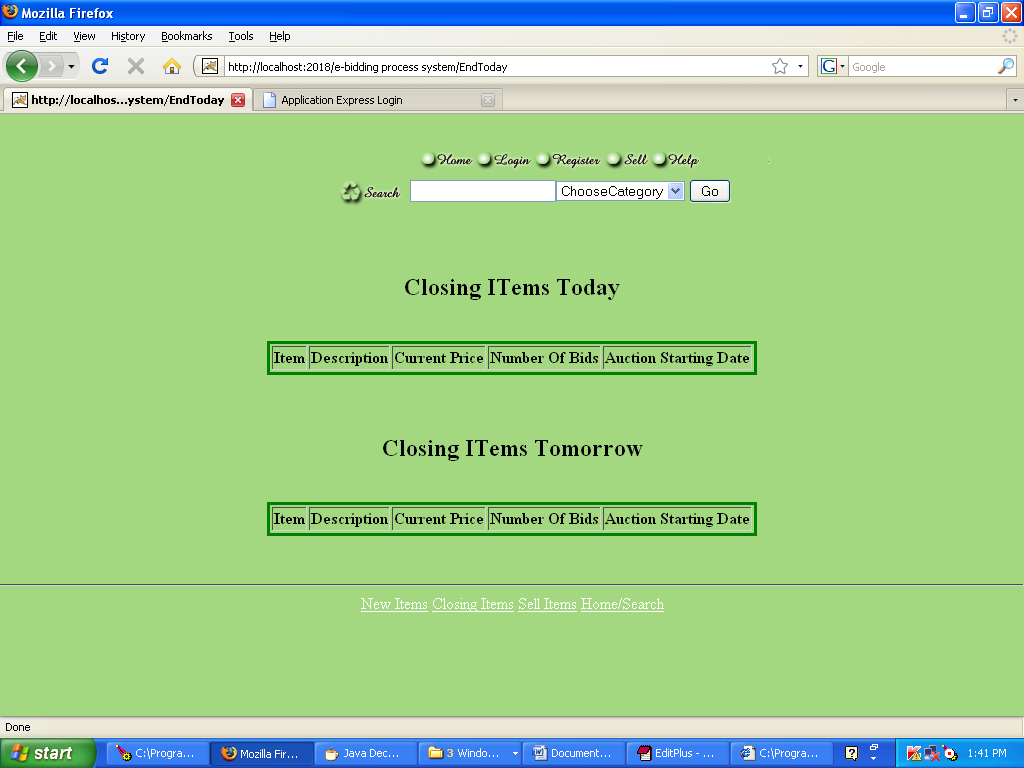 Mozilla Firefox
File Edit View History Bookmarks Tools Help
http://localhost:2018/e-bidding process system/EndToday
G Google
http://localhos...ystem/EndToday Application Express Login
Home Login Register Sell Help
Search ChooseCategory Go
Closing ITems Today
Item Description Current Price Number Of Bids Auction Starting Date
Closing ITems Tomorrow
Item Description Current Price Number Of Bids Auction Starting Date
New Items Closing Items Sell Items Home/Search
Done
start C:\Progra... Mozilla Fir... Java Dec... 3 Windo... Document... EditPlus - ... C:\Progra... 1:41 PM